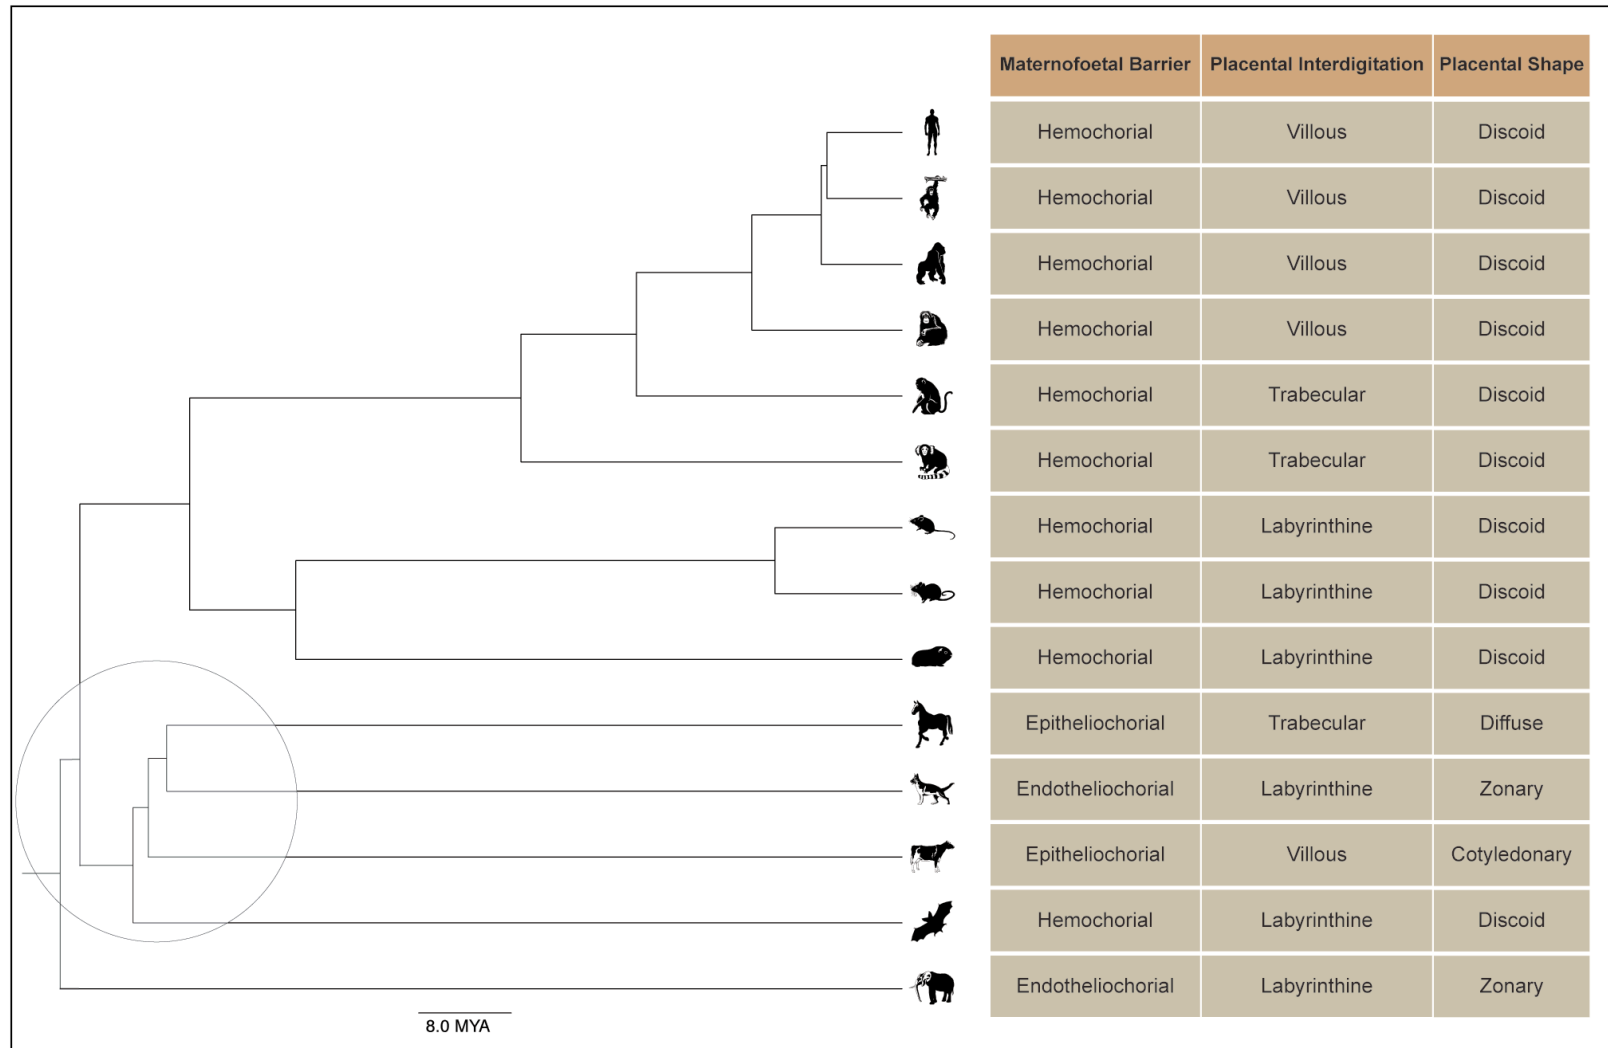 Maternofoetal Barrier Placental Interdigitation Placental Shape
Hemochorial Villous Discoid
Hemochorial Villous Discoid
Hemochorial Villous Discoid
Hemochorial Villous Discoid
Hemochorial Trabecular Discoid
Hemochorial Trabecular Discoid
Hemochorial Labyrinthine Discoid
Hemochorial Labyrinthine Discoid
Hemochorial Labyrinthine Discoid
Epitheliochorial Trabecular Diffuse
Endotheliochorial Labyrinthine Zonary
Epitheliochorial Villous Cotyledonary
Hemochorial Labyrinthine Discoid
Endotheliochorial Labyrinthine Zonary
8.0 MYA